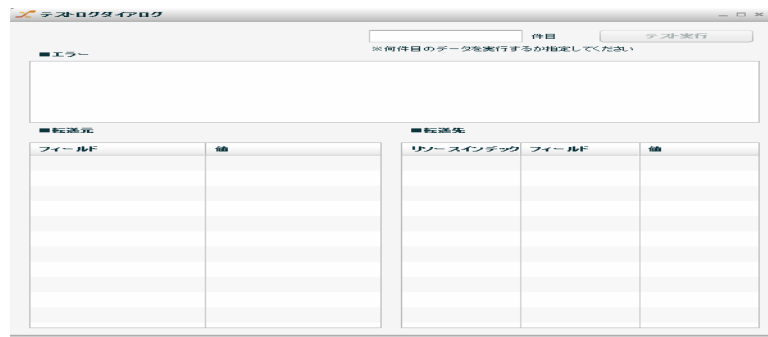 テストログダイアログ
件目 テスト実行
※何件目のデータを実行するか指定してください
■エラー
■転送元 ■転送先
フィールド 値 リソースインデック フィールド 値